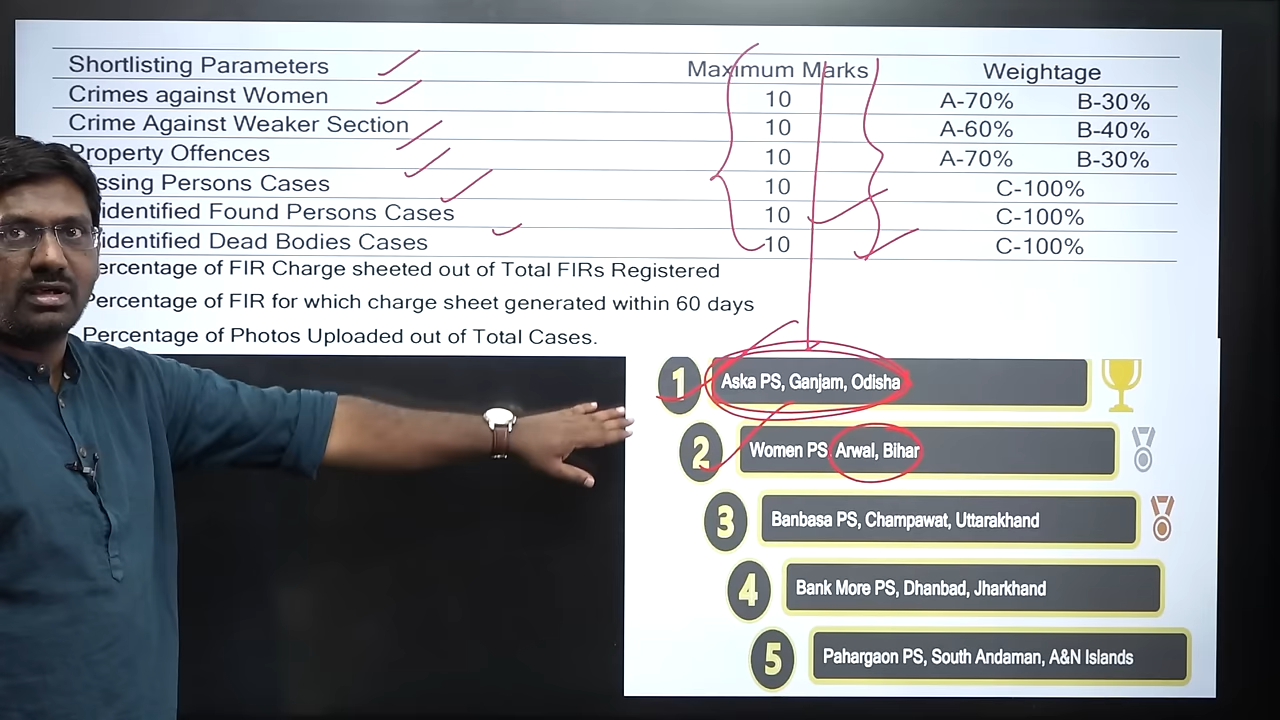 Shortlisting Parameters Maximum Marks Weightage
Crimes against Women 10 A-70% B-30%
Crime Against Weaker Section 10 A-60% B-40%
Property Offences 10 A-70% B-30%
ssing Persons Cases 10 C-100%
identified Found Persons Cases 10 C-100%
identified Dead Bodies Cases 10 C-100%
ercentage of FIR Charge sheeted out of Total FIRs Registered
Percentage of FIR for which charge sheet generated within 60 days
Percentage of Photos Uploaded out of Total Cases.
1 Aska PS, Ganjam, Odisha
2 Women PS, Arwal, Bihar
3 Banbasa PS, Champawat, Uttarakhand
4 Bank More PS, Dhanbad, Jharkhand
5 Pahargaon PS, South Andaman, A&N Islands